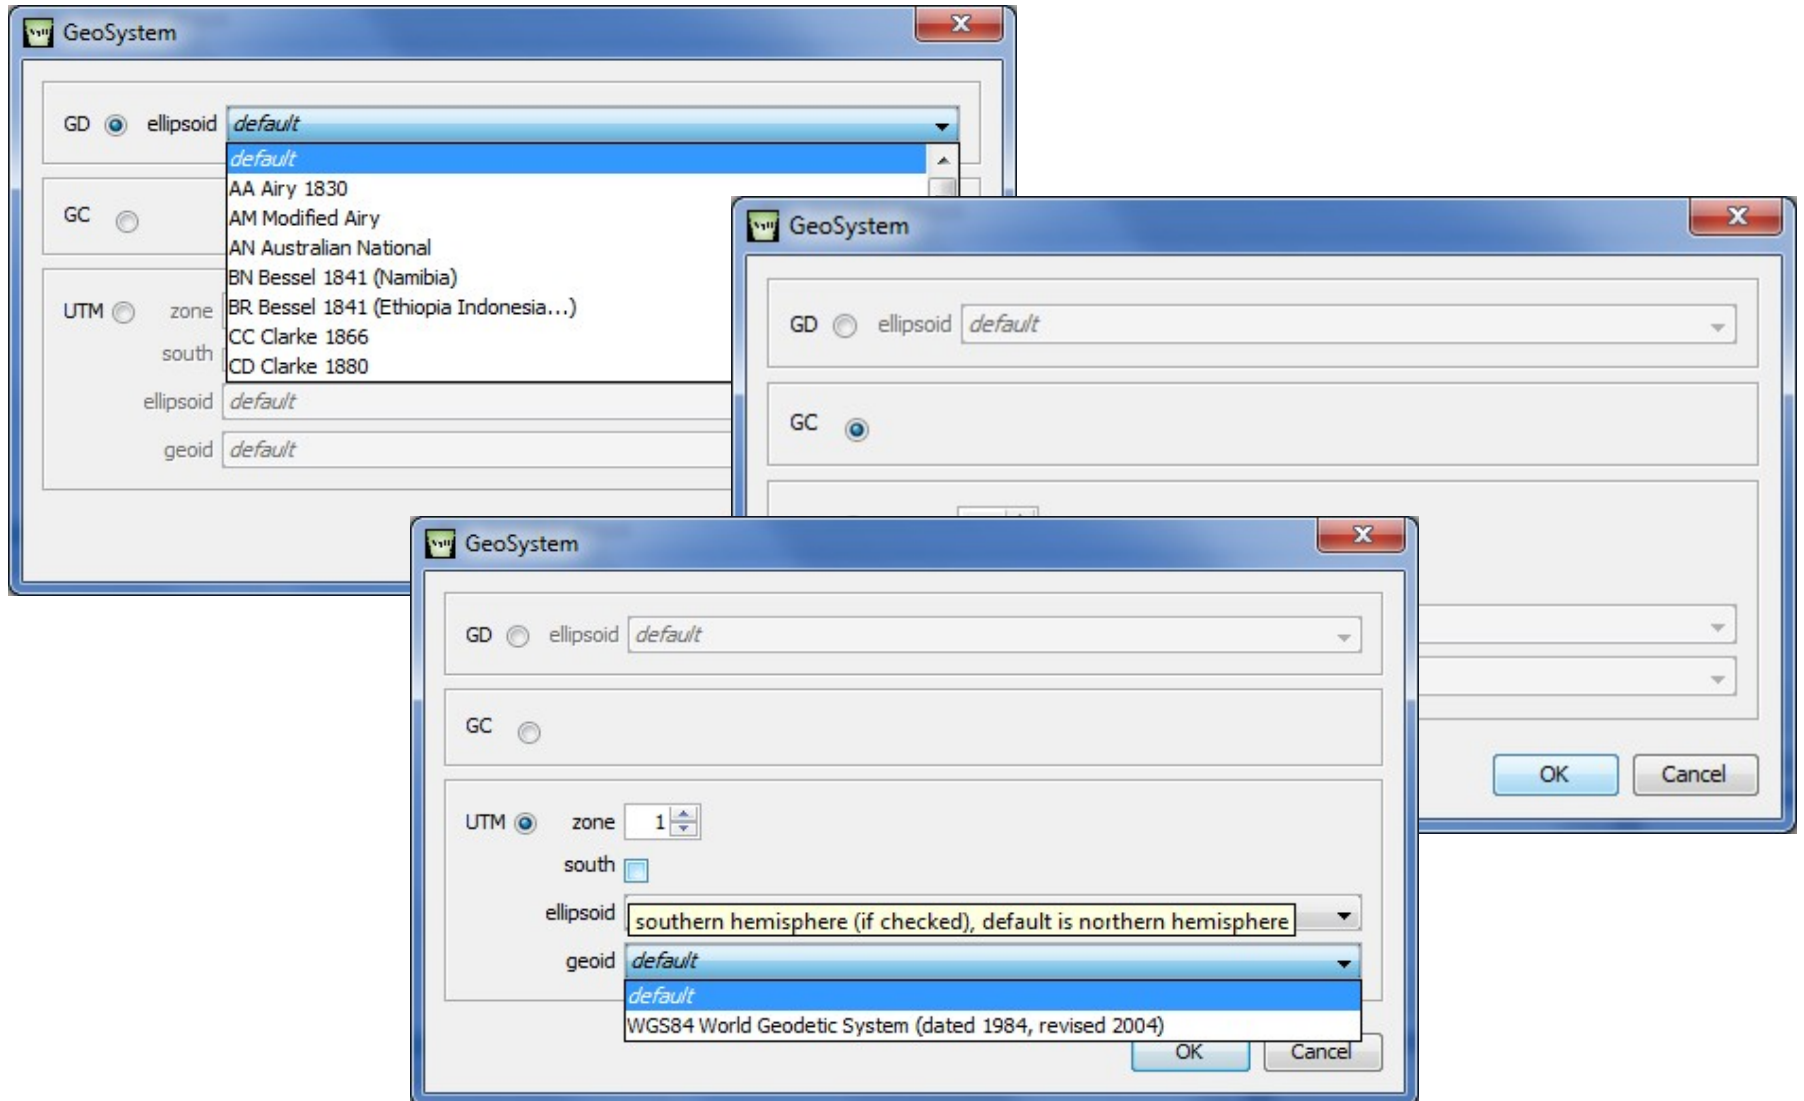 GeoSystem
GD ellipsoid default
default
AA Airy 1830
AM Modified Airy
AN Australian National
BN Bessel 1841 (Namibia)
BR Bessel 1841 (Ethiopia Indonesia...)
CC Clarke 1866
CD Clarke 1880
GC
UTM zone
south
ellipsoid default
geoid default
GeoSystem
GD ellipsoid default
GC
OK Cancel
GeoSystem
GD ellipsoid default
GC
UTM zone 1
south
ellipsoid
southern hemisphere (if checked), default is northern hemisphere
geoid default
default
WGS84 World Geodetic System (dated 1984, revised 2004)
OK Cancel